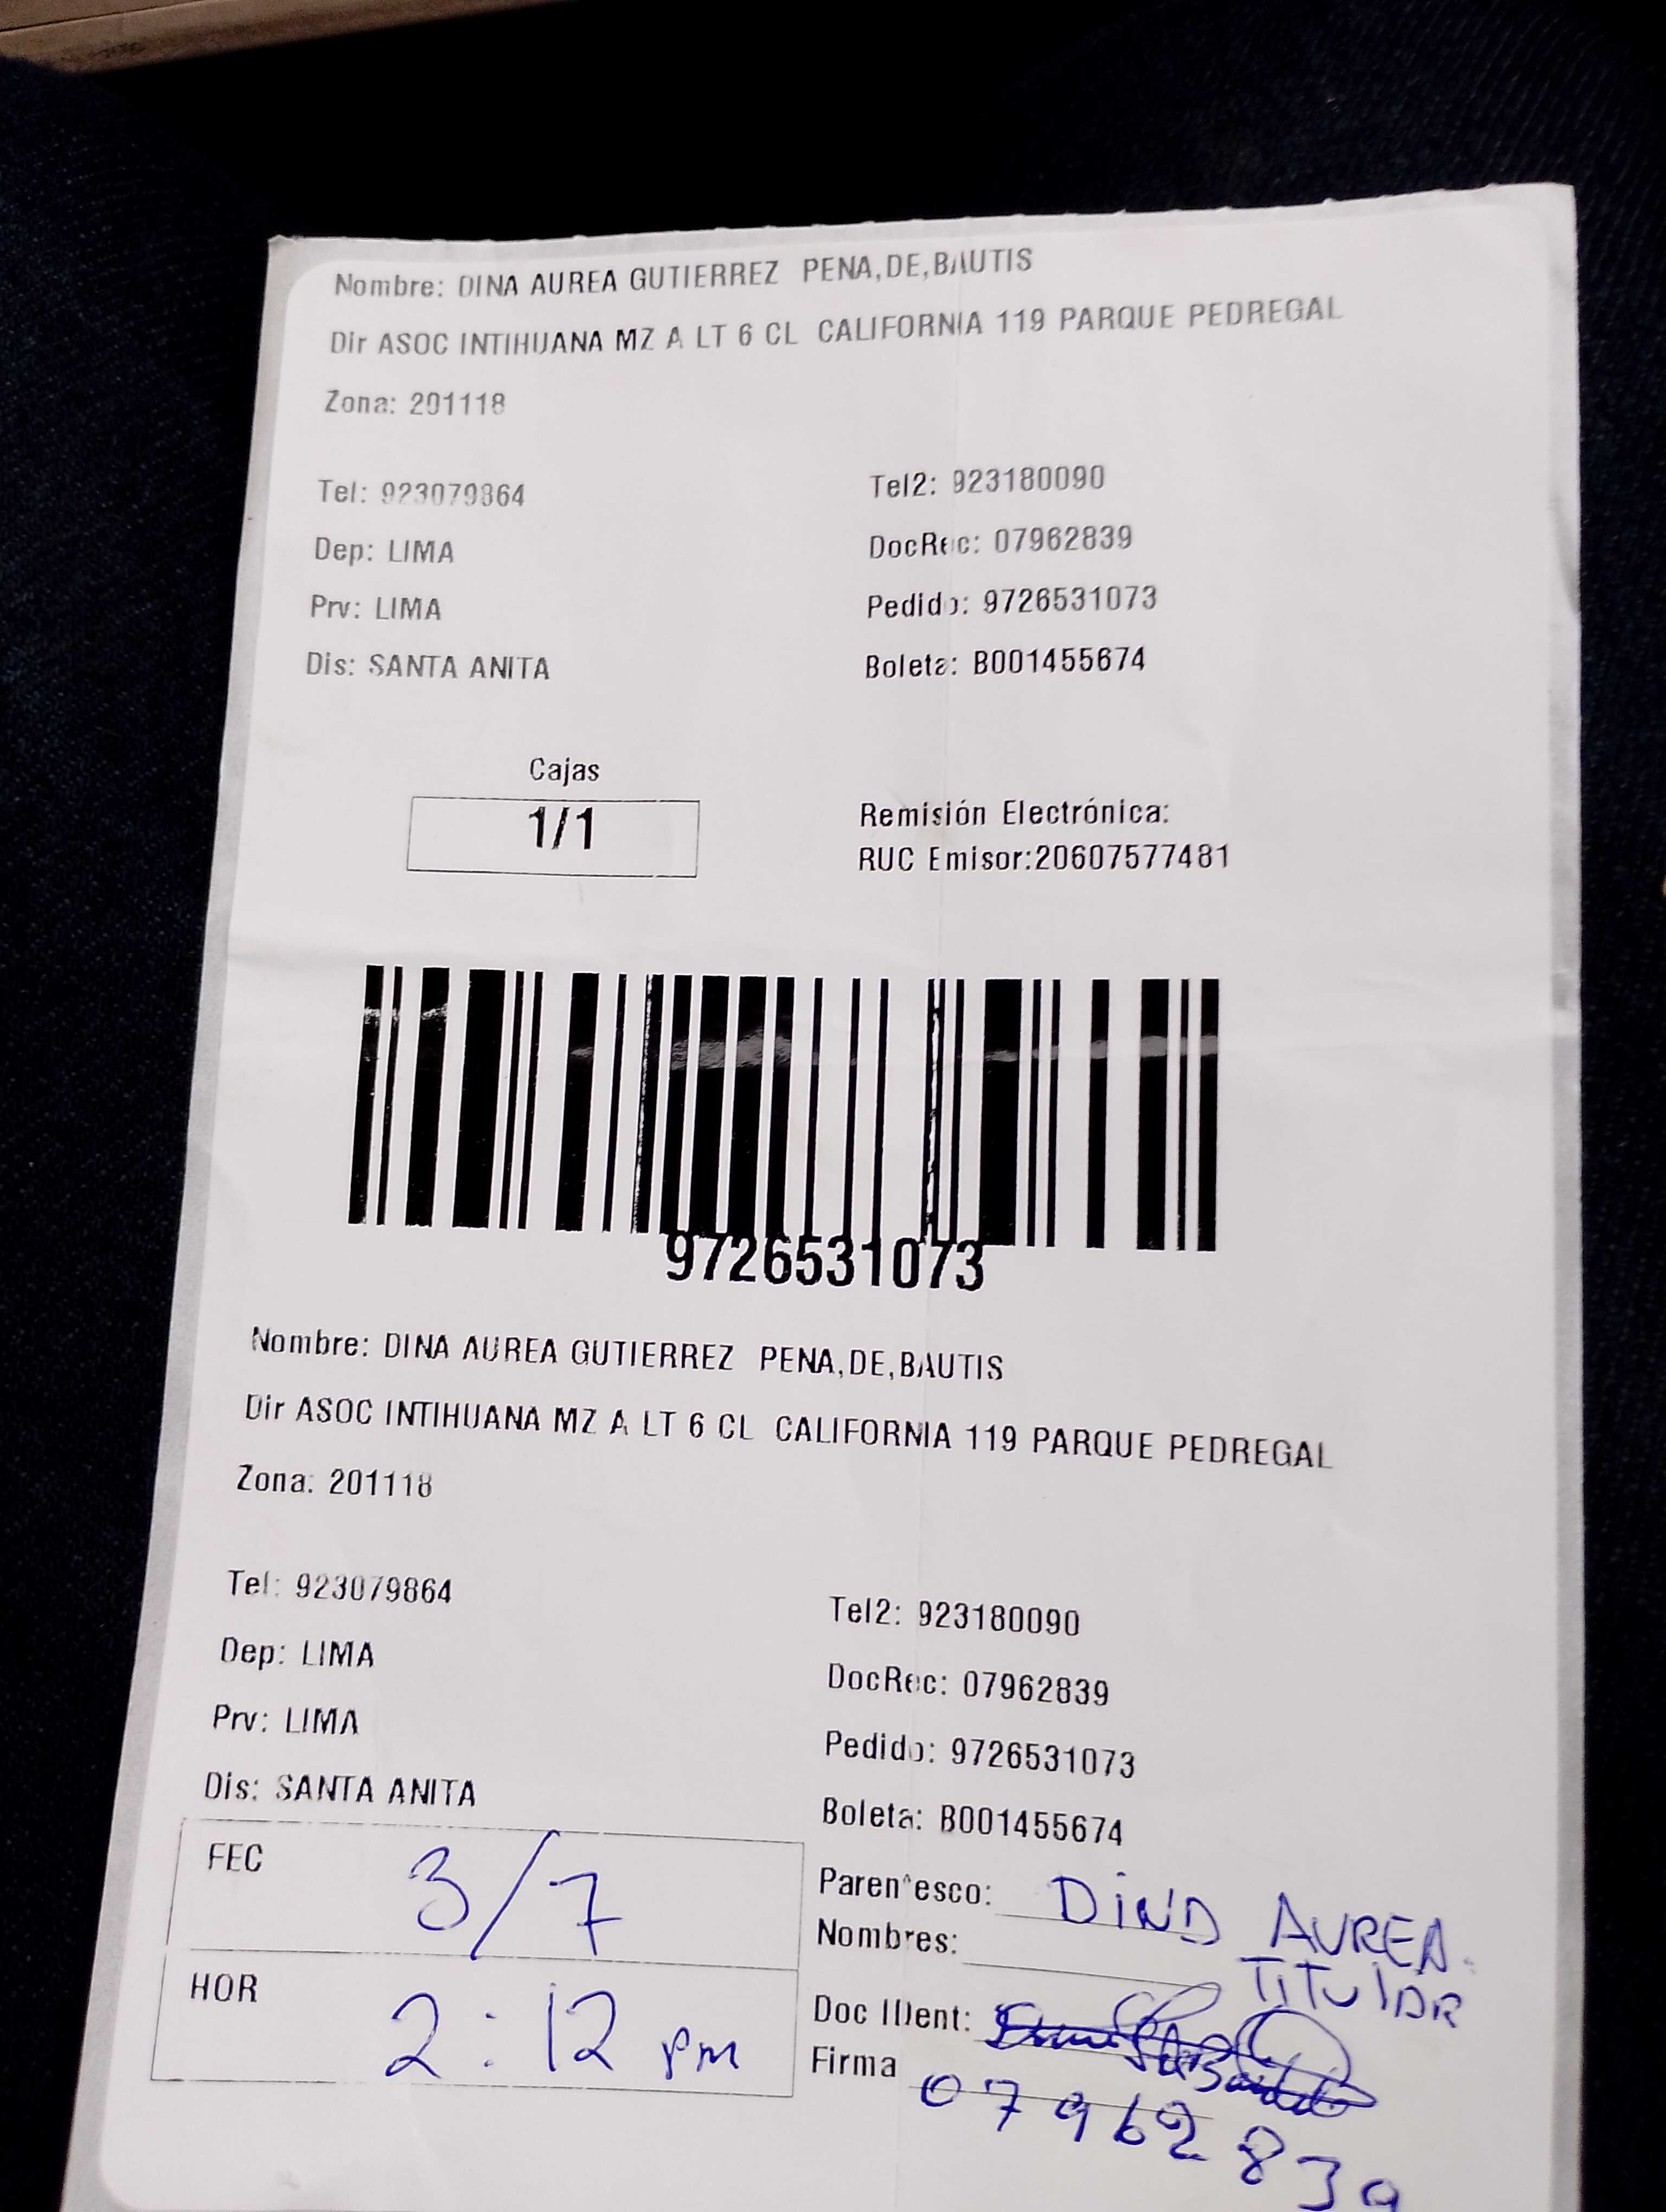 Nombre: DINA AUREA GUTIERREZ PENA,DE,BAUTIS
Dir ASOC INTIHUANA MZ A LT 6 CL CALIFORNIA 119 PARQUE PEDREGAL
Zona: 201118
Tel: 923079864 Tel2: 923180090
Dep: LIMA DocRec: 07962839
Prv: LIMA Pedido: 9726531073
Dis: SANTA ANITA Boleta: B001455674
Cajas
1/1
Remisión Electrónica:
RUC Emisor:20607577481
9726531073
Nombre: DINA AUREA GUTIERREZ PENA,DE,BAUTIS
Dir ASOC INTIHUANA MZ A LT 6 CL CALIFORNIA 119 PARQUE PEDREGAL
Zona: 201118
Tel: 923079864 Tel2: 923180090
Dep: LIMA DocRec: 07962839
Prv: LIMA Pedido: 9726531073
Dis: SANTA ANITA Boleta: B001455674
FEC 3/7
HOR 2:12 pm
Parentesco: DINA AUREA.
Nombres: TITULAR
Doc IDent:
Firma 07962839